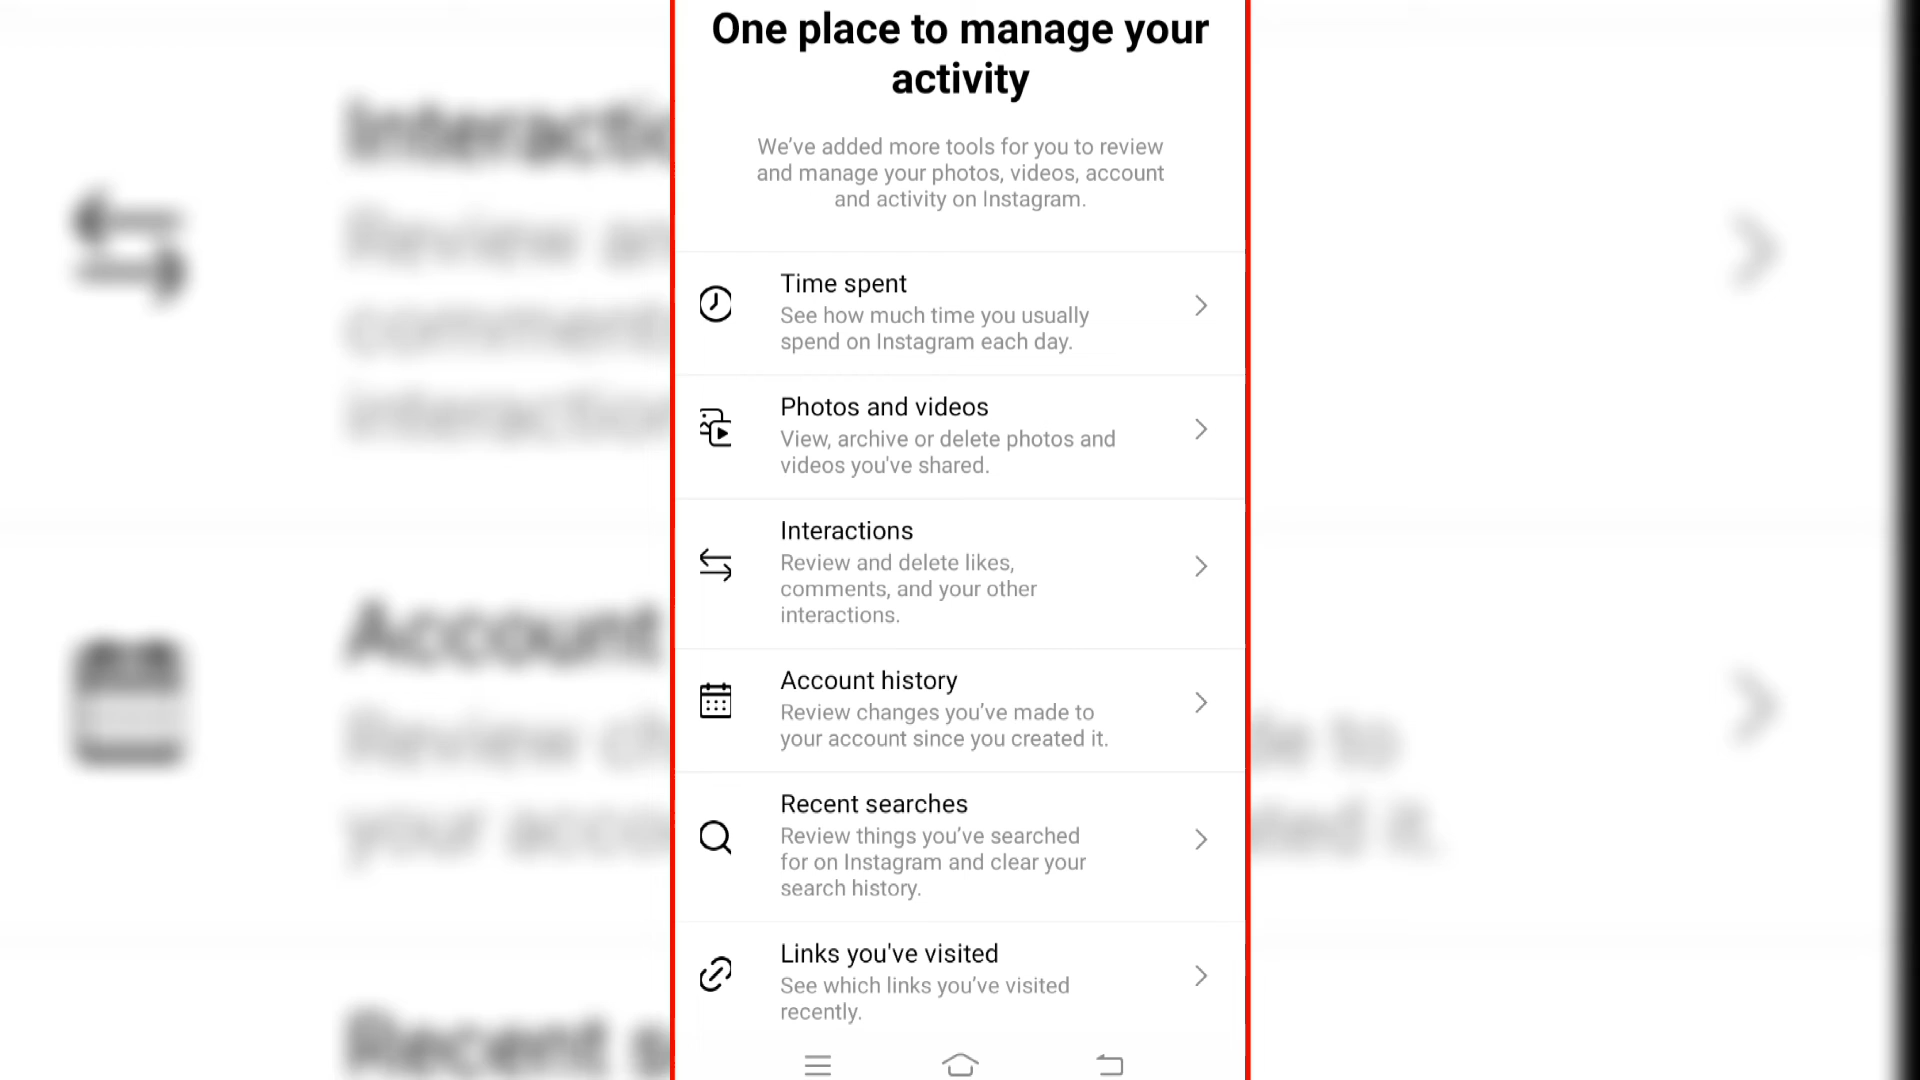 One place to manage your
activity
We’ve added more tools for you to review
and manage your photos, videos, account
and activity on Instagram.
Time spent
See how much time you usually
spend on Instagram each day.
Photos and videos
View, archive or delete photos and
videos you've shared.
Interactions
Review and delete likes,
comments, and your other
interactions.
Account history
Review changes you’ve made to
your account since you created it.
Recent searches
Review things you’ve searched
for on Instagram and clear your
search history.
Links you've visited
See which links you’ve visited
recently.